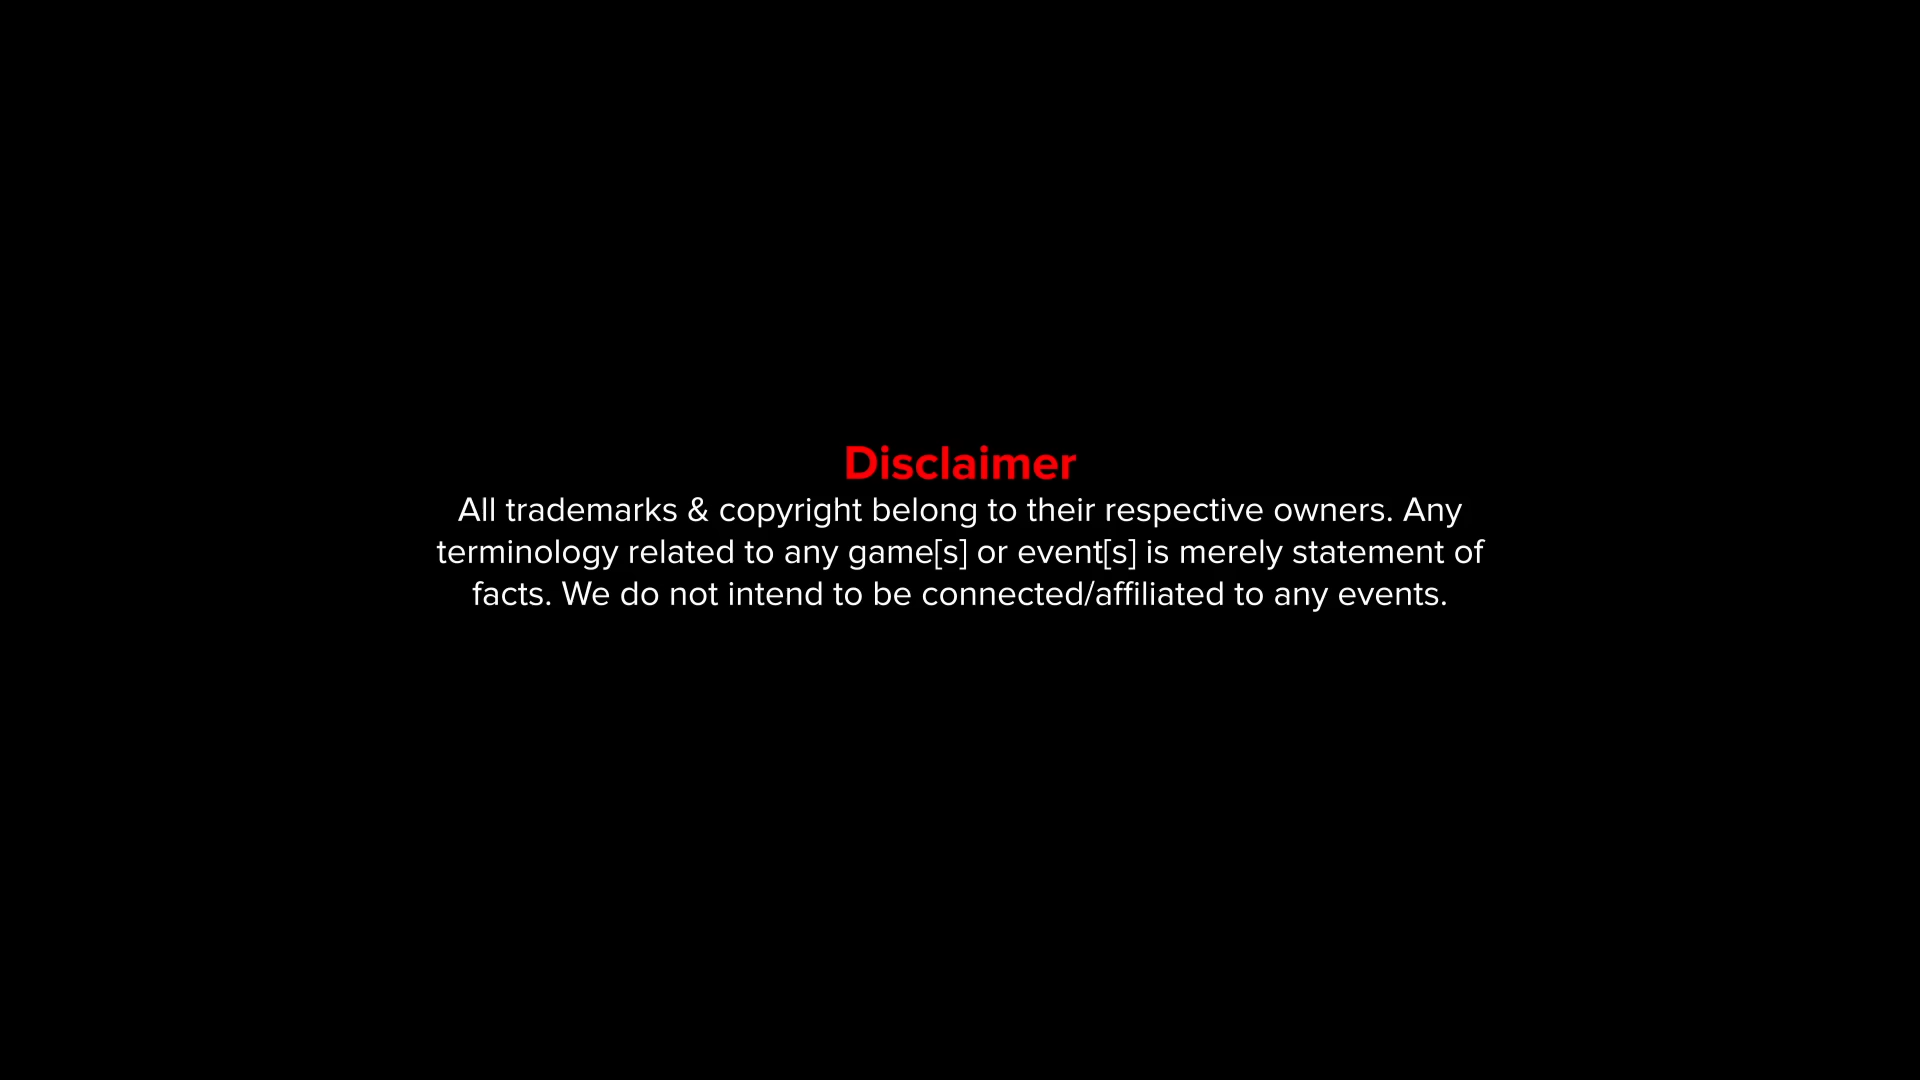 Disclaimer
All trademarks & copyright belong to their respective owners. Any
terminology related to any game[s] or event[s] is merely statement of
facts. We do not intend to be connected/affiliated to any events.